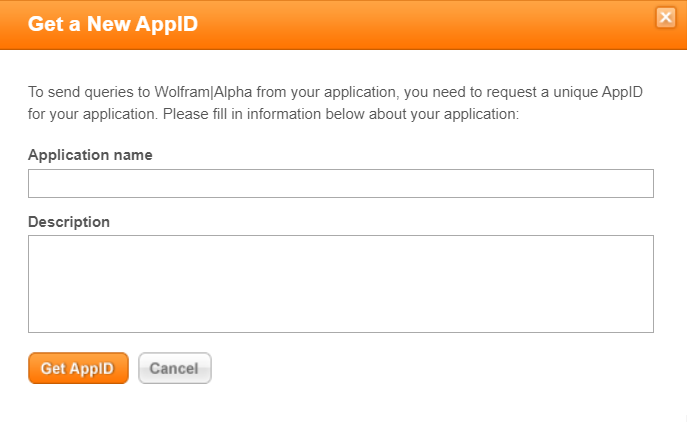 Get a New AppID
To send queries to Wolfram|Alpha from your application, you need to request a unique AppID
for your application. Please fill in information below about your application:
Application name
Description
Get AppID
Cancel